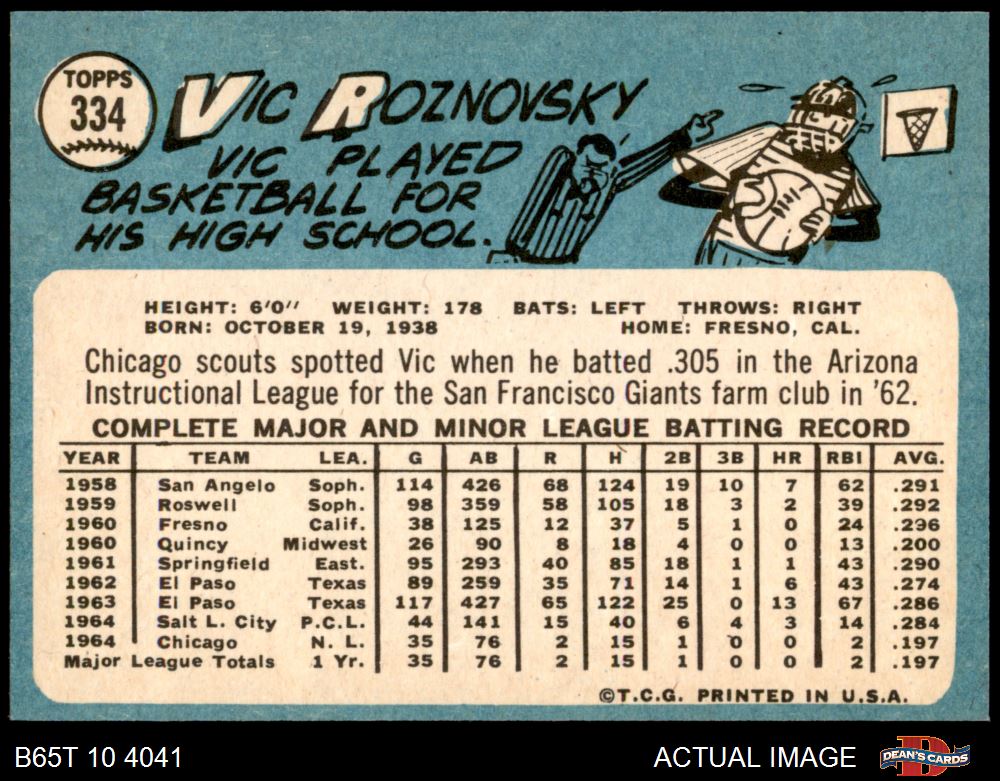 TOPPS
334
VIC ROZNOVSKY
VIC PLAYED
BASKETBALL FOR
HIS HIGH SCHOOL.
HEIGHT: 6'0" WEIGHT: 178 BATS: LEFT THROWS: RIGHT
BORN: OCTOBER 19, 1938 HOME: FRESNO, CAL.
Chicago scouts spotted Vic when he batted .305 in the Arizona
Instructional League for the San Francisco Giants farm club in '62.
COMPLETE MAJOR AND MINOR LEAGUE BATTING RECORD
YEAR TEAM LEA. G AB R H 2B 3B HR RBI AVG.
1958 San Angelo Soph. 114 426 68 124 19 10 7 62 .291
1959 Roswell Soph. 98 359 58 105 18 3 2 39 .292
1960 Fresno Calif. 38 125 12 37 5 1 0 24 .296
1960 Quincy Midwest 26 90 8 18 4 0 0 13 .200
1961 Springfield East. 95 293 40 85 18 1 1 43 .290
1962 El Paso Texas 89 259 35 71 14 1 6 43 .274
1963 El Paso Texas 117 427 65 122 25 0 13 67 .286
1964 Salt L. City P.C.L. 44 141 15 40 6 4 3 14 .284
1964 Chicago N. L. 35 76 2 15 1 0 0 2 .197
Major League Totals 1 Yr. 35 76 2 15 1 0 0 2 .197
©T.C.G. PRINTED IN U.S.A.
B65T 10 4041 ACTUAL IMAGE DEAN'S CARDS